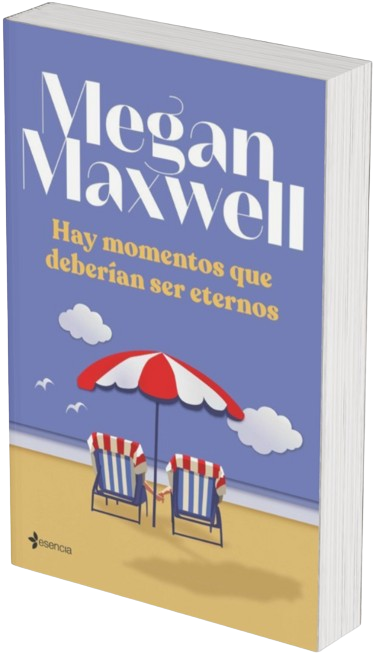 Megan
Maxwell
Hay momentos que
deberían ser eternos
esencia